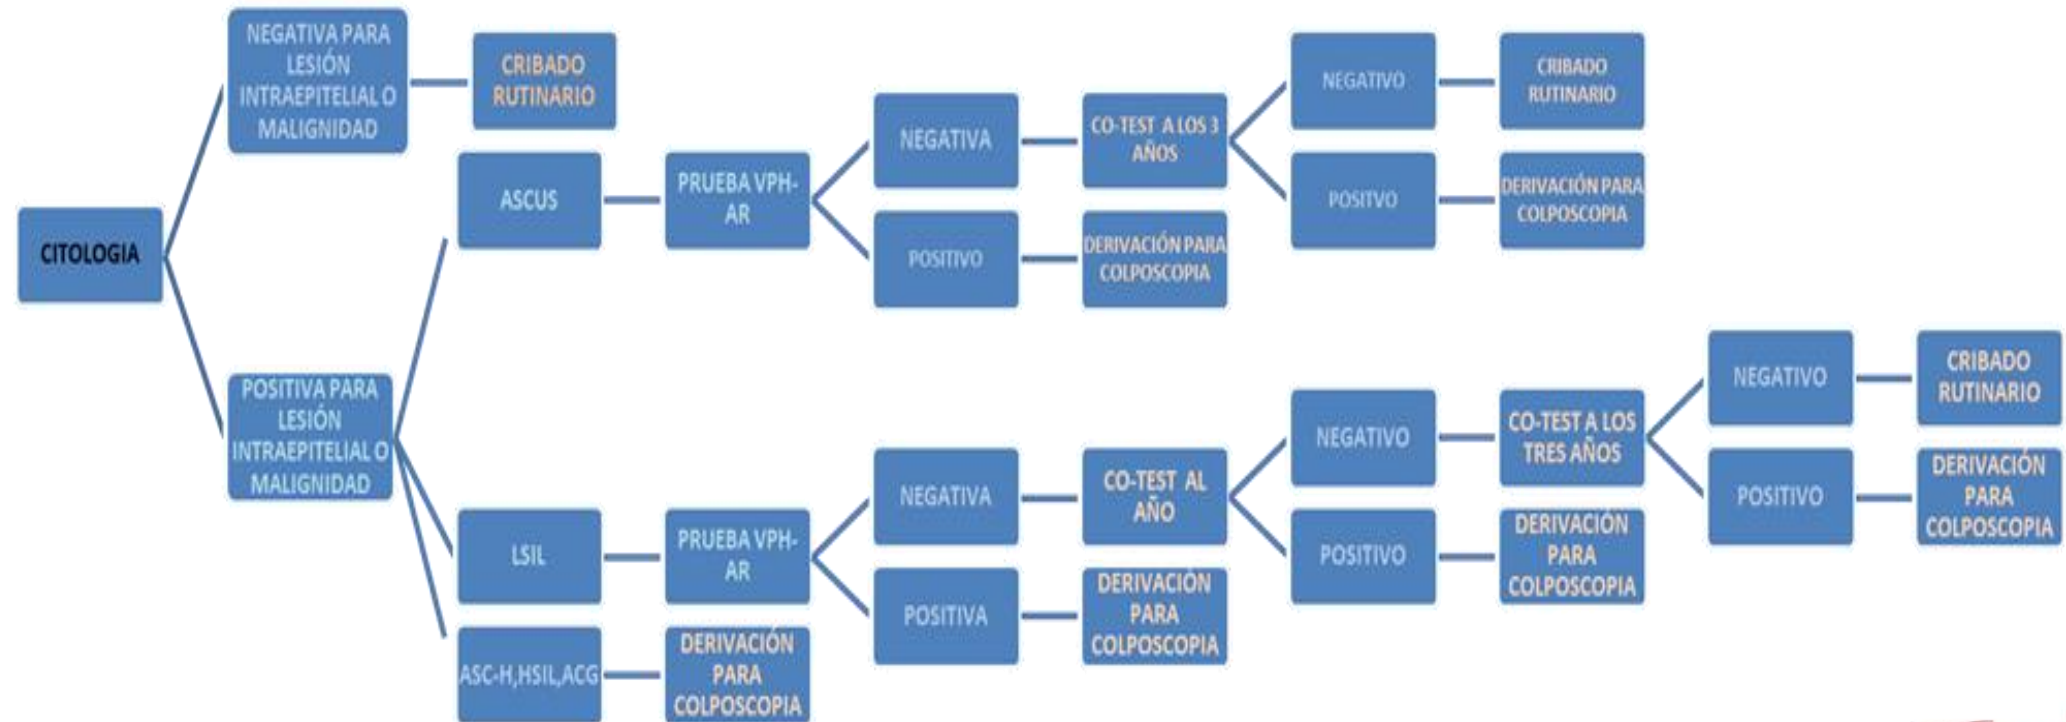 CITOLOGIA
NEGATIVA PARA
LESIÓN
INTRAEPITELIAL O
MALIGNIDAD
CRIBADO
RUTINARIO
POSITIVA PARA
LESIÓN
INTRAEPITELIAL O
MALIGNIDAD
ASCUS
PRUEBA VPH-
AR
NEGATIVA
CO-TEST A LOS 3
AÑOS
NEGATIVO
CRIBADO
RUTINARIO
POSITVO
DERIVACIÓN PARA
COLPOSCOPIA
POSITIVO
DERIVACIÓN PARA
COLPOSCOPIA
LSIL
PRUEBA VPH-
AR
NEGATIVA
CO-TEST AL
AÑO
NEGATIVO
CO-TEST A LOS
TRES AÑOS
NEGATIVO
CRIBADO
RUTINARIO
POSITIVO
DERIVACIÓN
PARA
COLPOSCOPIA
POSITIVO
DERIVACIÓN
PARA
COLPOSCOPIA
POSITIVA
DERIVACIÓN
PARA
COLPOSCOPIA
ASC-H,HSIL,ACG
DERIVACIÓN
PARA
COLPOSCOPIA